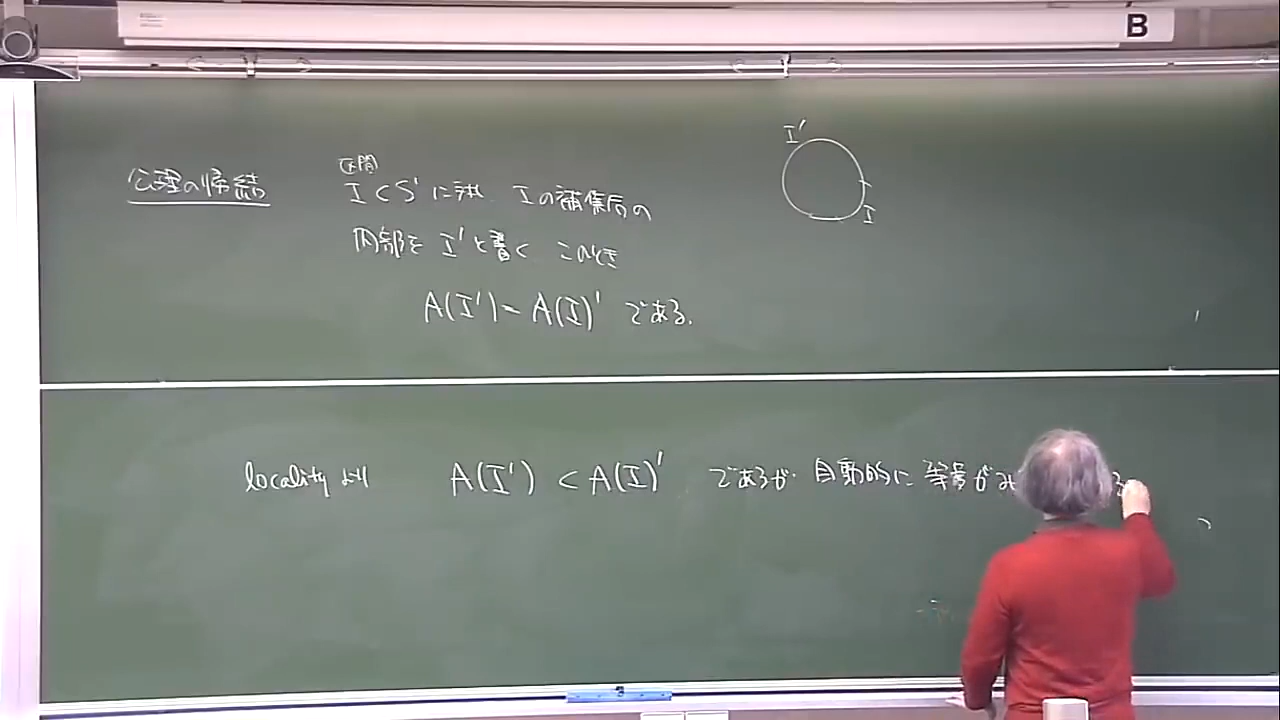 B
公理の帰結
区間
I ⊂ S¹ に対し、Iの補集合の
内部を I' と書く このとき
A(I') = A(I)' である.
I'
I
locality より A(I') ⊂ A(I)' であるが、自動的に 等号が